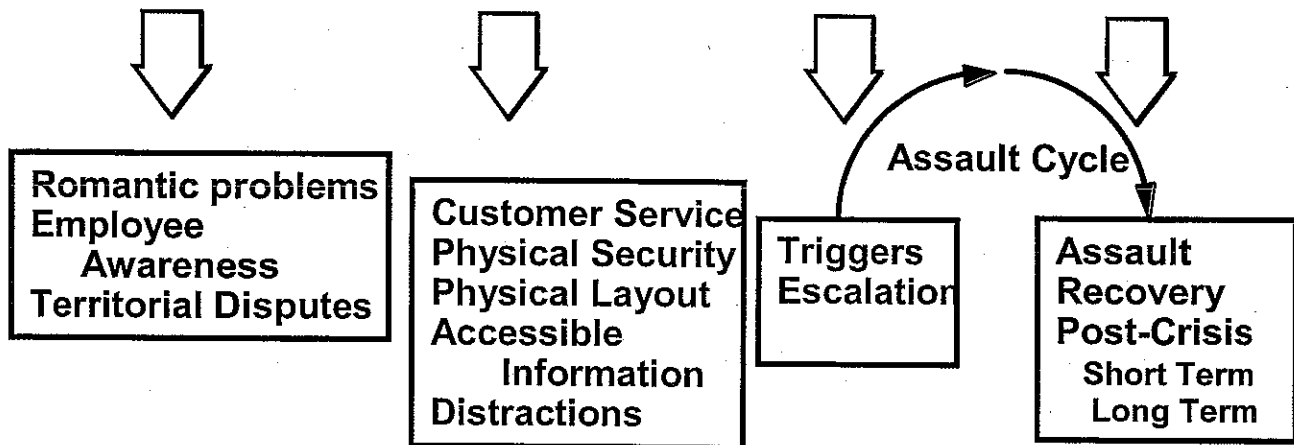 Romantic problems
Employee
Awareness
Territorial Disputes
Customer Service
Physical Security
Physical Layout
Accessible
Information
Distractions
Assault Cycle
Triggers
Escalation
Assault
Recovery
Post-Crisis
Short Term
Long Term